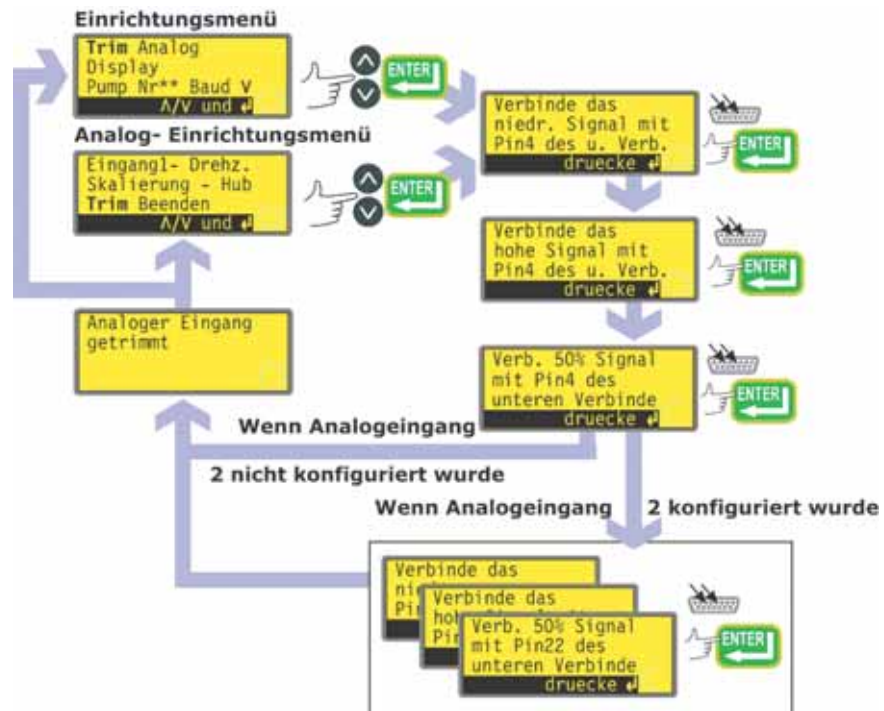 Einrichtungsmenü
Trim Analog
Display
Pump Nr** Baud V
Λ/V und ↲
ENTER
Analog- Einrichtungsmenü
Eingang1- Drehz.
Skalierung - Hub
Trim Beenden
Λ/V und ↲
ENTER
Verbinde das
niedr. Signal mit
Pin4 des u. Verb.
druecke ↲
ENTER
Verbinde das
hohe Signal mit
Pin4 des u. Verb.
druecke ↲
ENTER
Analoger Eingang
getrimmt
Verb. 50% Signal
mit Pin4 des
unteren Verbinde
druecke ↲
ENTER
Wenn Analogeingang
2 nicht konfiguriert wurde
Wenn Analogeingang 2 konfiguriert wurde
Verbinde das
Verbinde das
Verb. 50% Signal
mit Pin22 des
unteren Verbinde
druecke ↲
ENTER